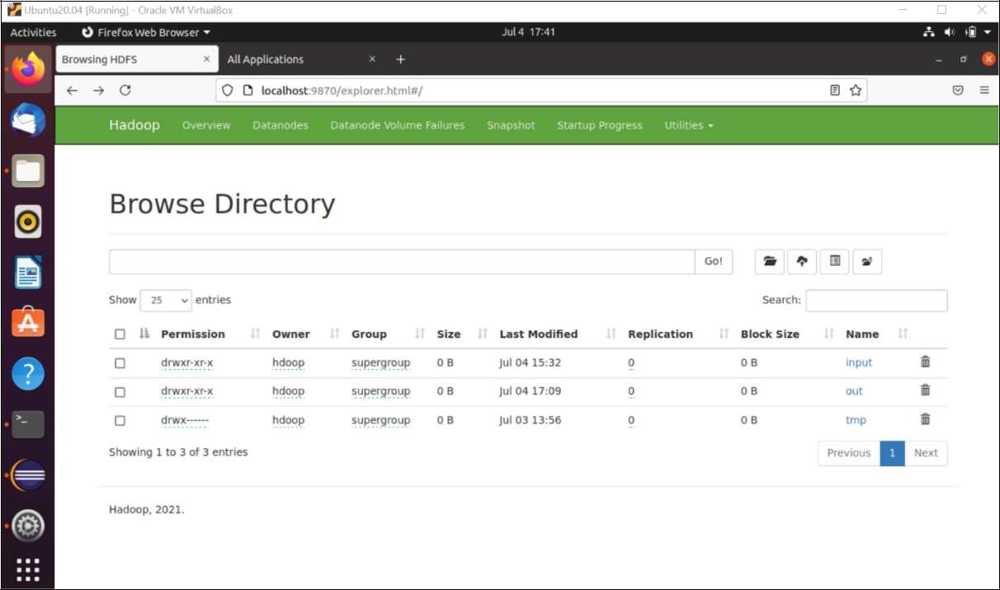 Ubuntu20.04 [Running] - Oracle VM VirtualBox
Activities Firefox Web Browser Jul 4 17:41
Browsing HDFS All Applications
localhost:9870/explorer.html#/
Hadoop Overview Datanodes Datanode Volume Failures Snapshot Startup Progress Utilities
Browse Directory
Go!
Show 25 entries Search:
Permission Owner Group Size Last Modified Replication Block Size Name
drwxr-xr-x hdoop supergroup 0 B Jul 04 15:32 0 0 B input
drwxr-xr-x hdoop supergroup 0 B Jul 04 17:09 0 0 B out
drwx------ hdoop supergroup 0 B Jul 03 13:56 0 0 B tmp
Showing 1 to 3 of 3 entries Previous 1 Next
Hadoop, 2021.